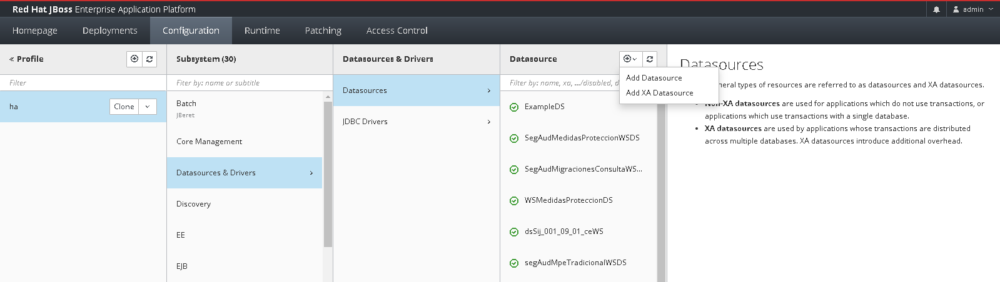 Red Hat JBoss Enterprise Application Platform
admin
Homepage Deployments Configuration Runtime Patching Access Control
« Profile
Filter
ha
Clone
Subsystem (30)
Fiter by: name or subtitle
Batch
JBeret
Core Management
Datasources & Drivers
Discovery
EE
EJB
Datasources & Drivers
Datasources
JDBC Drivers
Datasource
Filter by: name, xa, .../disabled, d
Add Datasource
Add XA Datasource
ExampleDS
SegAudMedidasProteccionWSDS
SegAudMigracionesConsultaWS...
WSMedidasProteccionDS
dsSij_001_09_01_ceWS
segAudMpeTradicionalWSDS
Datasources
types of resources are referred to as datasources and XA datasources.
Non-XA datasources are used for applications which do not use transactions, or
applications which use transactions with a single database.
XA datasources are used by applications whose transactions are distributed
across multiple databases. XA datasources introduce additional overhead.